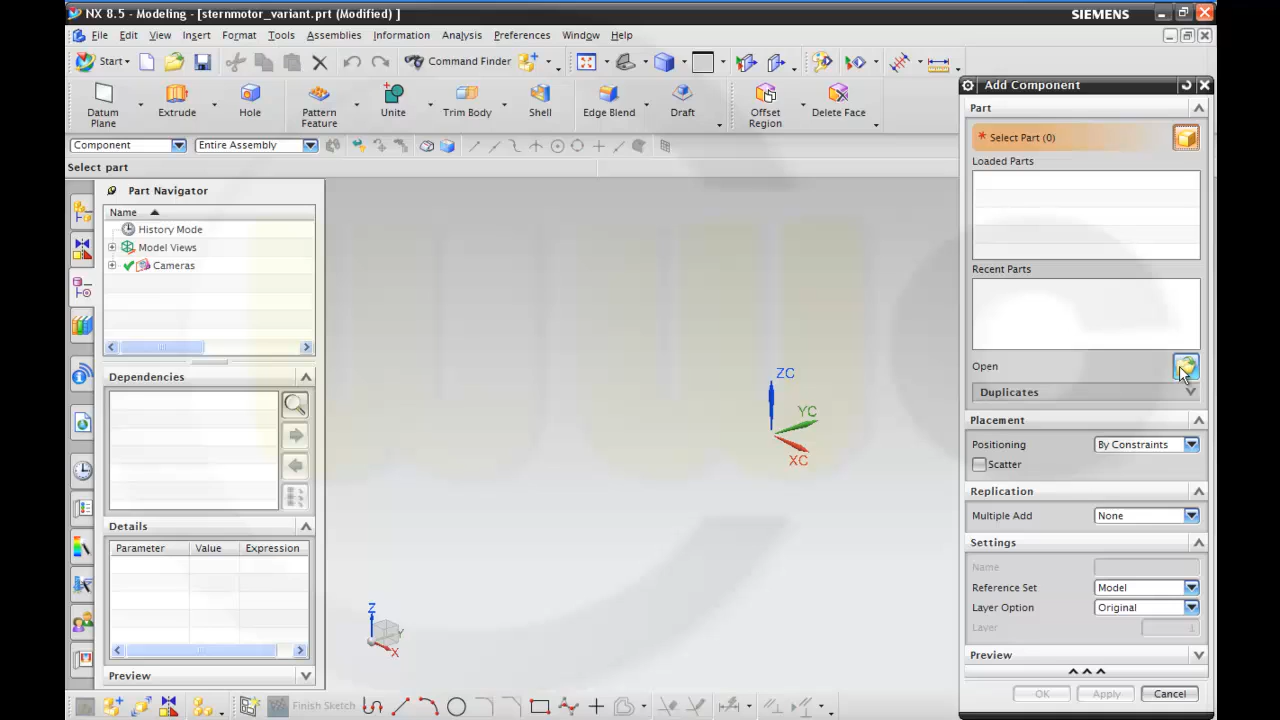 NX 8.5 - Modeling - [sternmotor_variant.prt (Modified) ]
SIEMENS
File Edit View Insert Format Tools Assemblies Information Analysis Preferences Window Help
Start
Command Finder
Datum Plane
Extrude
Hole
Pattern Feature
Unite
Trim Body
Shell
Edge Blend
Draft
Offset Region
Delete Face
Component
Entire Assembly
Select part
Part Navigator
Name
History Mode
Model Views
Cameras
Dependencies
Details
Parameter Value Expression
Preview
ZC
YC
XC
Z
Y
X
Finish Sketch
Add Component
Part
* Select Part (0)
Loaded Parts
Recent Parts
Open
Duplicates
Placement
Positioning By Constraints
Scatter
Replication
Multiple Add None
Settings
Name
Reference Set Model
Layer Option Original
Layer 1
Preview
OK Apply Cancel